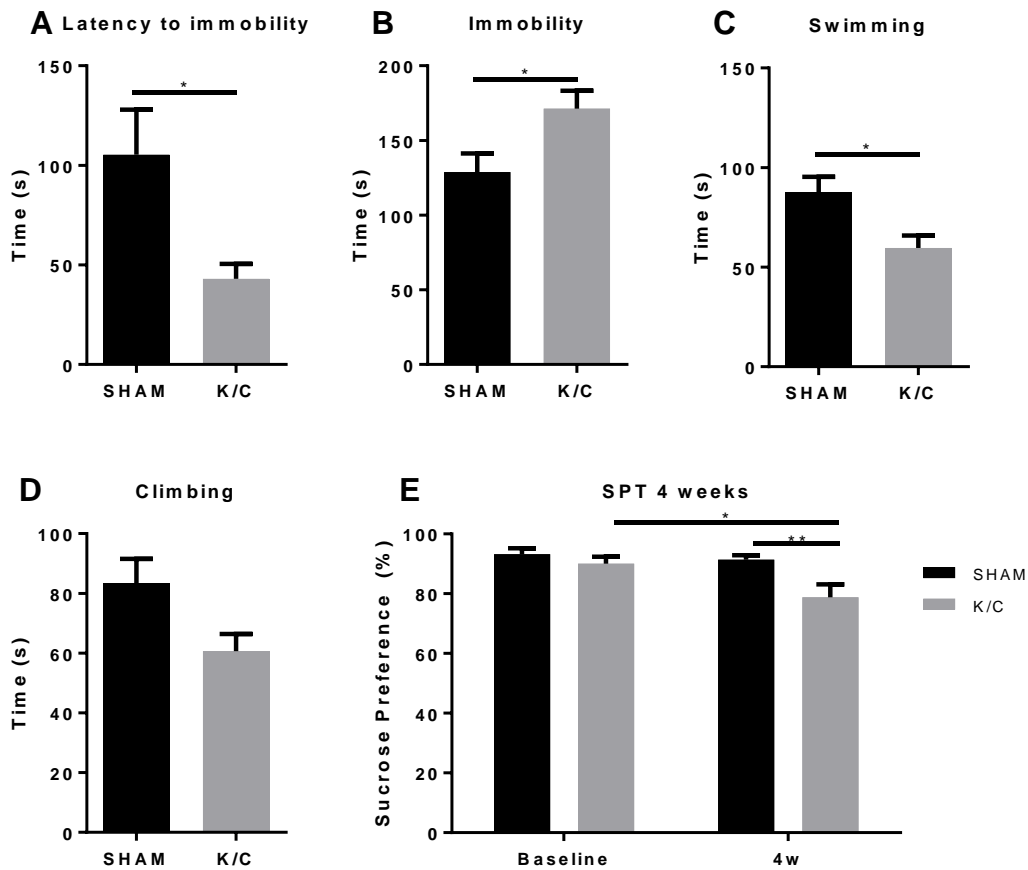 A Latency to immobility
Time (s)
150
100
50
0
*
SHAM K/C
B Immobility
Time (s)
200
150
100
50
0
*
SHAM K/C
C Swimming
Time (s)
150
100
50
0
*
SHAM K/C
D Climbing
Time (s)
100
80
60
40
20
0
SHAM K/C
E SPT 4 weeks
Sucrose Preference (%)
100
80
60
40
20
0
*
**
Baseline 4w
SHAM
K/C